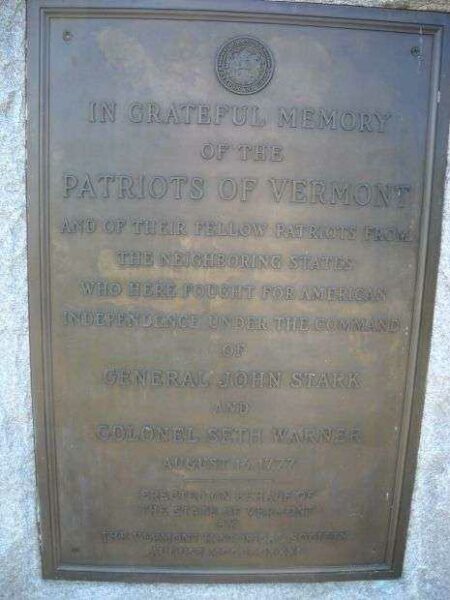 IN GRATEFUL MEMORY
OF THE
PATRIOTS OF VERMONT
AND OF THEIR FELLOW PATRIOTS FROM
THE NEIGHBORING STATES
WHO HERE FOUGHT FOR AMERICAN
INDEPENDENCE UNDER THE COMMAND
OF
GENERAL JOHN STARK
AND
COLONEL SETH WARNER
AUGUST 16, 1777
ERECTED ON BEHALF OF
THE STATE OF VERMONT
BY
THE VERMONT HISTORICAL SOCIETY
AUGUST